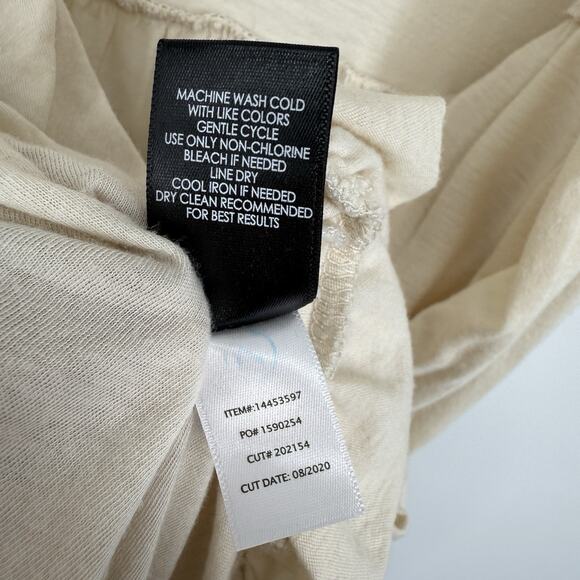 MACHINE WASH COLD
WITH LIKE COLORS
GENTLE CYCLE
USE ONLY NON-CHLORINE
BLEACH IF NEEDED
LINE DRY
COOL IRON IF NEEDED
DRY CLEAN RECOMMENDED
FOR BEST RESULTS
ITEM#:14453597
PO# 1590254
CUT# 202154
CUT DATE: 08/2020